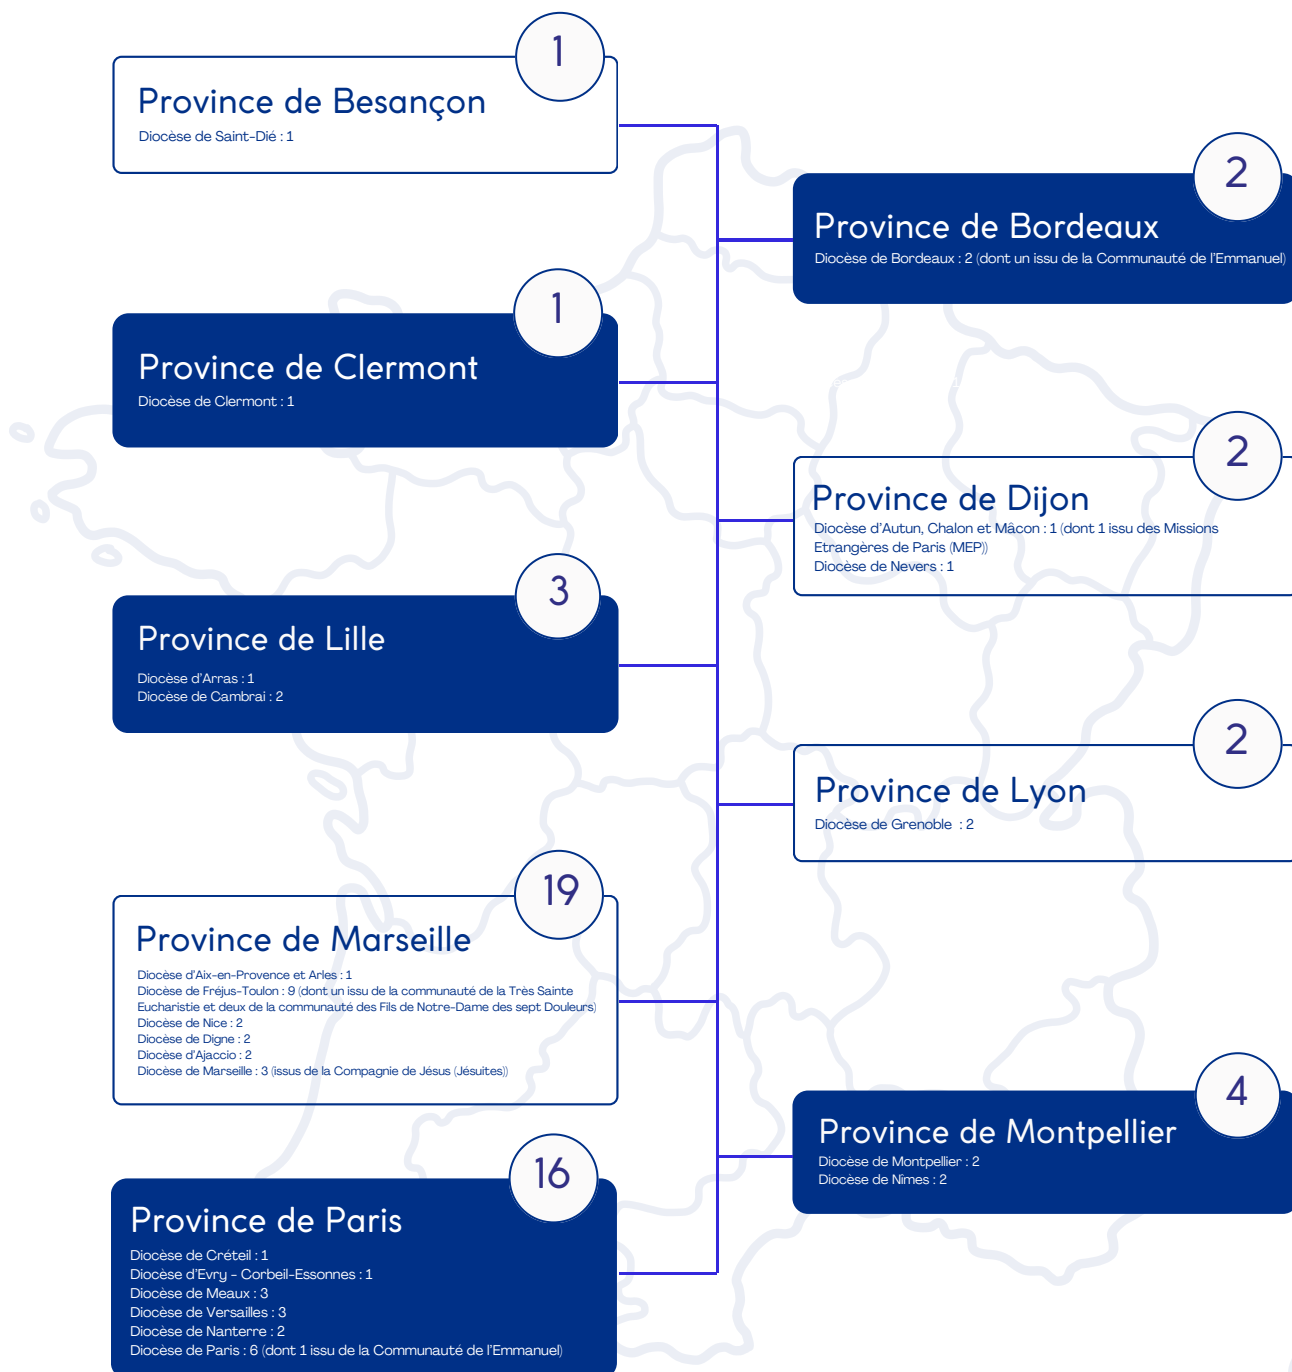 1
Province de Besançon
Diocèse de Saint-Dié : 1
2
Province de Bordeaux
Diocèse de Bordeaux : 2 (dont un issu de la Communauté de l'Emmanuel)
1
Province de Clermont
Diocèse de Clermont : 1
2
Province de Dijon
Diocèse d'Autun, Chalon et Mâcon : 1 (dont 1 issu des Missions
Etrangères de Paris (MEP))
Diocèse de Nevers : 1
3
Province de Lille
Diocèse d'Arras : 1
Diocèse de Cambrai : 2
2
Province de Lyon
Diocèse de Grenoble : 2
19
Province de Marseille
Diocèse d'Aix-en-Provence et Arles : 1
Diocèse de Fréjus-Toulon : 9 (dont un issu de la communauté de la Très Sainte
Eucharistie et deux de la communauté des Fils de Notre-Dame des sept Douleurs)
Diocèse de Nice : 2
Diocèse de Digne : 2
Diocèse d'Ajaccio : 2
Diocèse de Marseille : 3 (issus de la Compagnie de Jésus (Jésuites))
4
Province de Montpellier
Diocèse de Montpellier : 2
Diocèse de Nîmes : 2
16
Province de Paris
Diocèse de Créteil : 1
Diocèse d'Evry - Corbeil-Essonnes : 1
Diocèse de Meaux : 3
Diocèse de Versailles : 3
Diocèse de Nanterre : 2
Diocèse de Paris : 6 (dont 1 issu de la Communauté de l'Emmanuel)